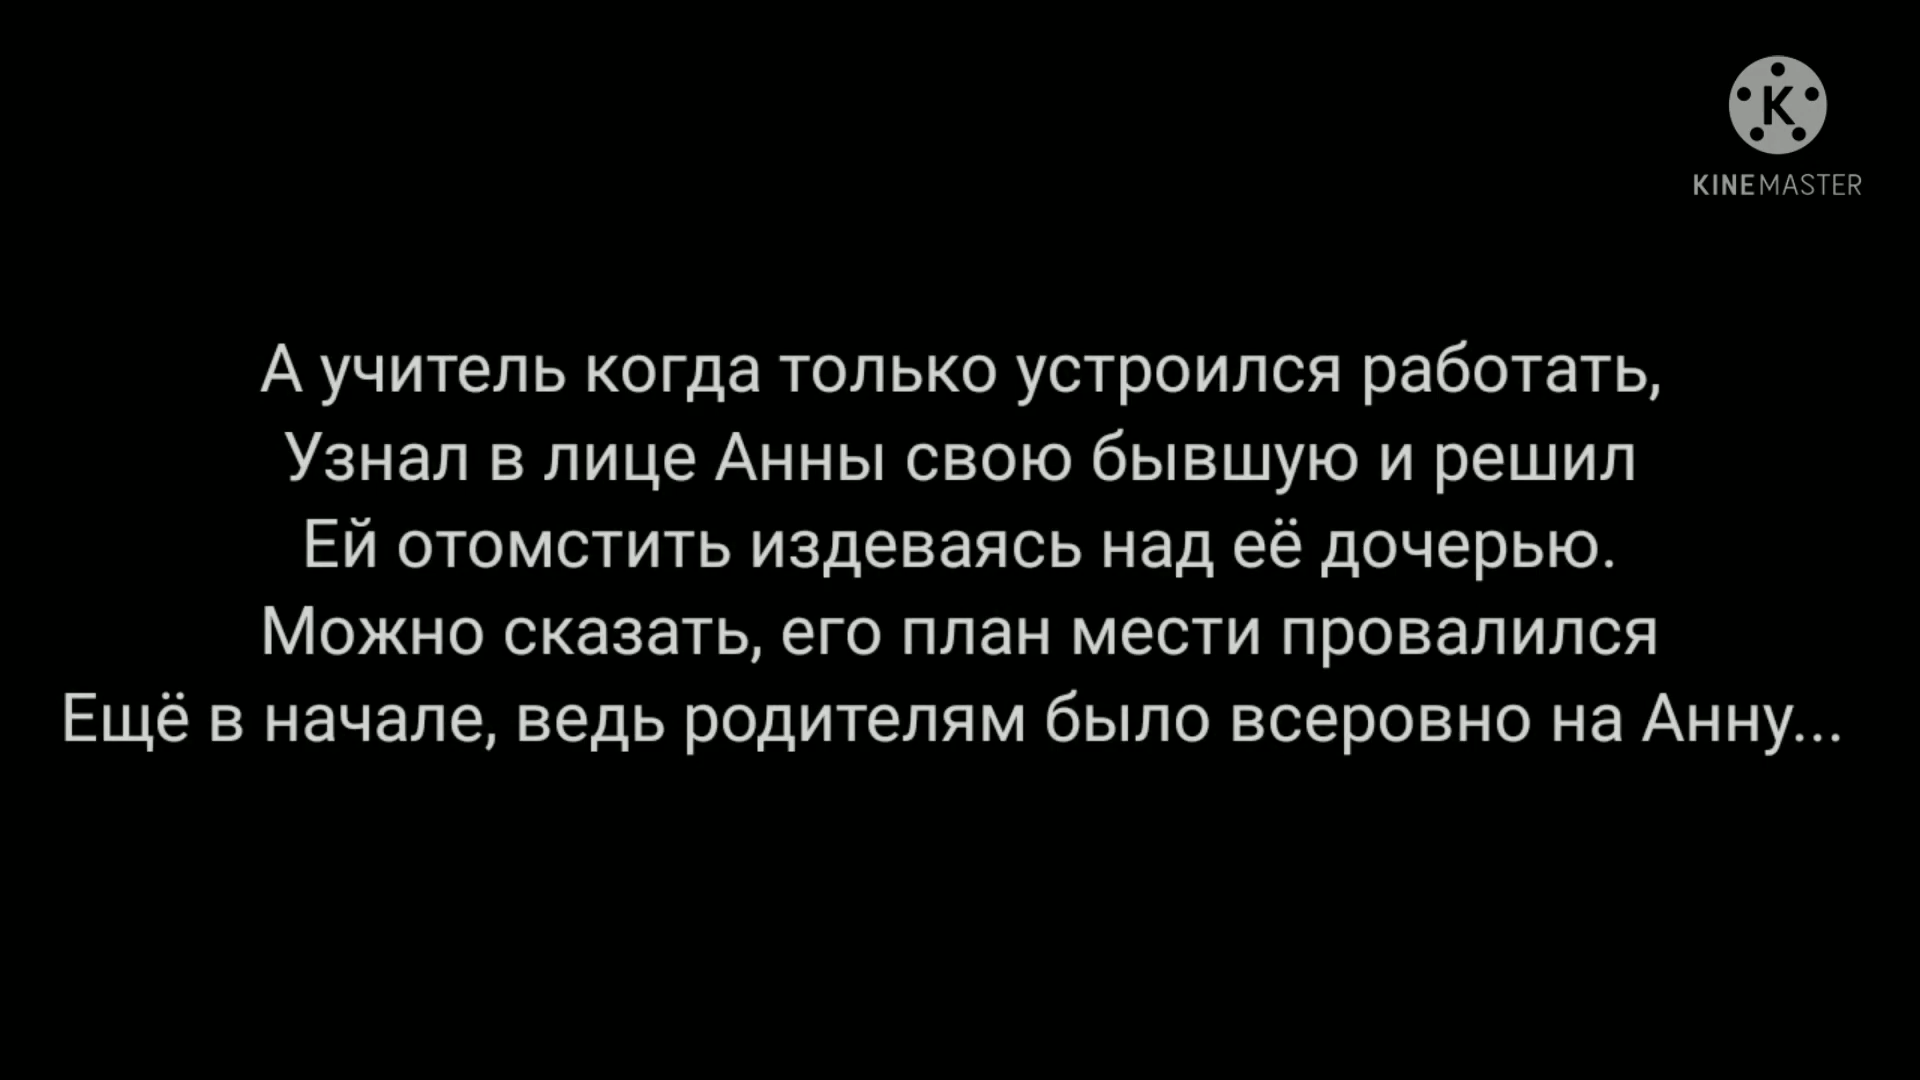 K
KINEMASTER
А учитель когда только устроился работать,
Узнал в лице Анны свою бывшую и решил
Ей отомстить издеваясь над её дочерью.
Можно сказать, его план мести провалился
Ещё в начале, ведь родителям было всеровно на Анну...